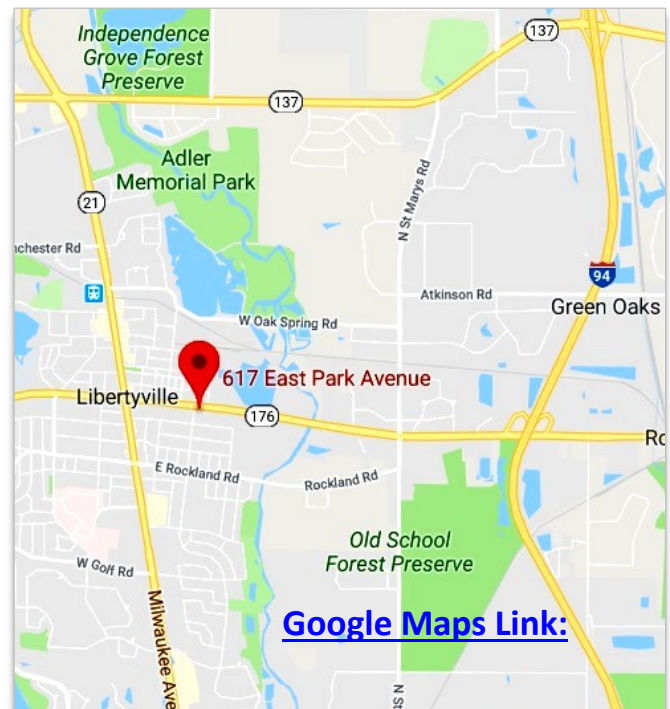 Independence
Grove Forest
Preserve
137
137
Adler
Memorial Park
21
N St Marys Rd
nchester Rd
94
Atkinson Rd
Green Oaks
W Oak Spring Rd
617 East Park Avenue
Libertyville
176
Ro
E Rockland Rd
Rockland Rd
Old School
Forest Preserve
W Golf Rd
Google Maps Link:
Milwaukee Ave
N St